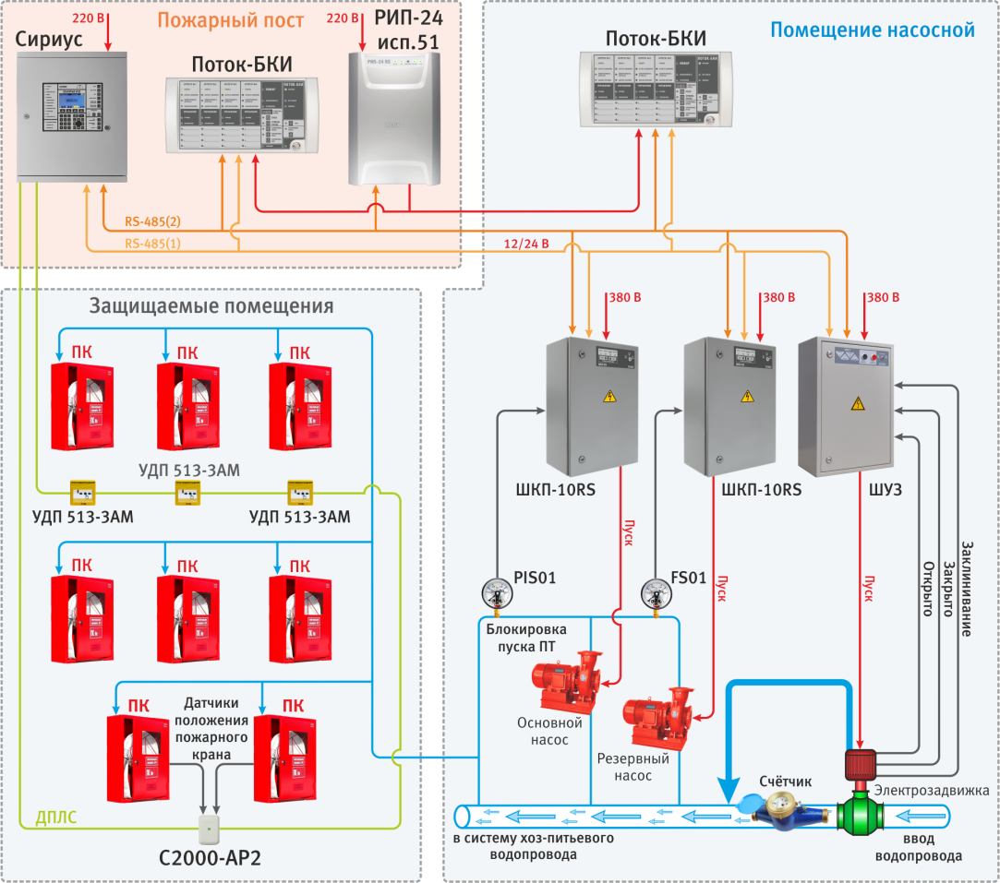 Пожарный пост
220 В
Сириус
Поток-БКИ
220 В
РИП-24
исп.51
РИП-24 RS
Помещение насосной
Поток-БКИ
RS-485(2)
RS-485(1)
12/24 В
Защищаемые помещения
ПК
ПК
ПК
УДП 513-3АМ
УДП 513-3АМ
УДП 513-3АМ
ПК
ПК
ПК
ПК
Датчики
положения
пожарного
крана
ПК
ДПЛС
С2000-АР2
380 В
380 В
380 В
ШКП-10RS
ШКП-10RS
ШУЗ
Пуск
Пуск
Пуск
Открыто
Закрыто
Заклинивание
PIS01
FS01
Блокировка
пуска ПТ
Основной
насос
Резервный
насос
Счётчик
Электрозадвижка
в систему хоз-питьевого
водопровода
ввод
водопровода